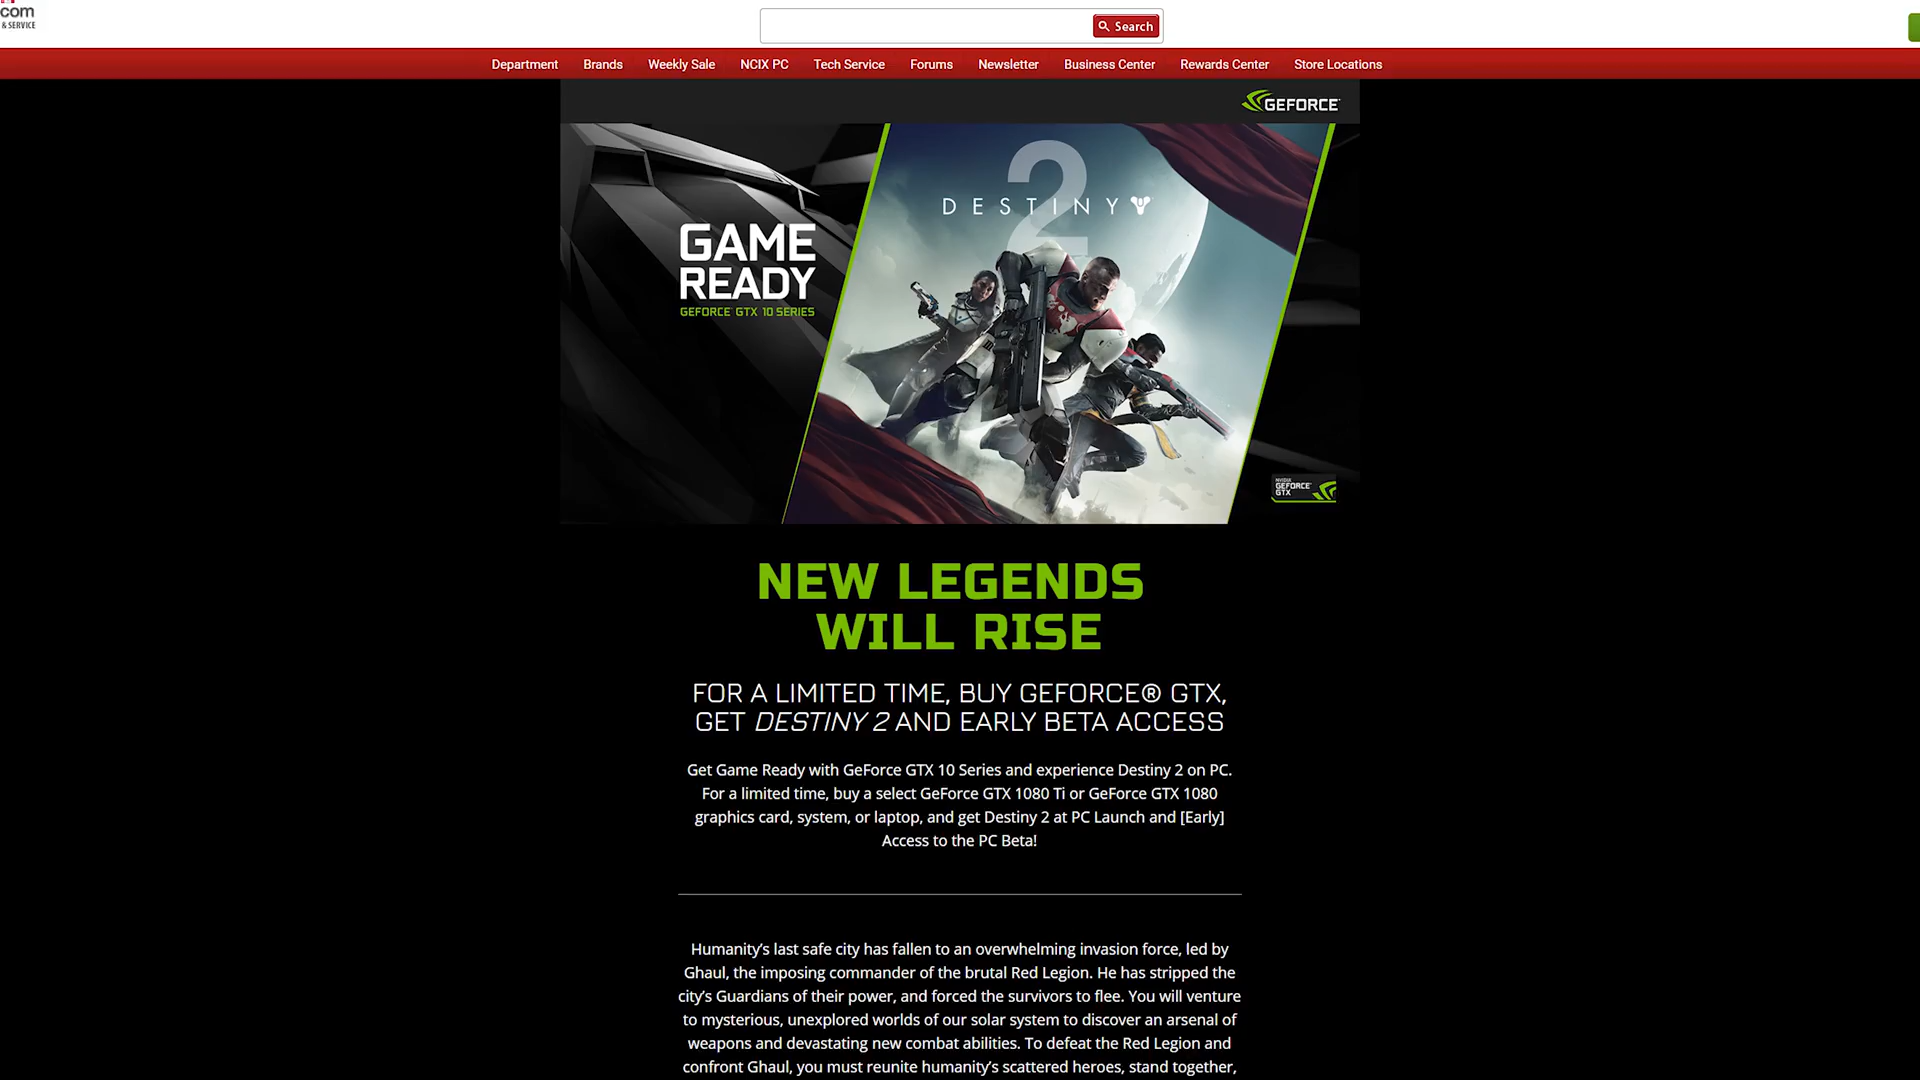 com
& SERVICE
Search
Department Brands Weekly Sale NCIX PC Tech Service Forums Newsletter Business Center Rewards Center Store Locations
GEFORCE
2
DESTINY
GAME
READY
GEFORCE® GTX 10 SERIES
NVIDIA
GEFORCE®
GTX
NEW LEGENDS
WILL RISE
FOR A LIMITED TIME, BUY GEFORCE® GTX,
GET DESTINY 2 AND EARLY BETA ACCESS
Get Game Ready with GeForce GTX 10 Series and experience Destiny 2 on PC.
For a limited time, buy a select GeForce GTX 1080 Ti or GeForce GTX 1080
graphics card, system, or laptop, and get Destiny 2 at PC Launch and [Early]
Access to the PC Beta!
Humanity’s last safe city has fallen to an overwhelming invasion force, led by
Ghaul, the imposing commander of the brutal Red Legion. He has stripped the
city’s Guardians of their power, and forced the survivors to flee. You will venture
to mysterious, unexplored worlds of our solar system to discover an arsenal of
weapons and devastating new combat abilities. To defeat the Red Legion and
confront Ghaul, you must reunite humanity’s scattered heroes, stand together,